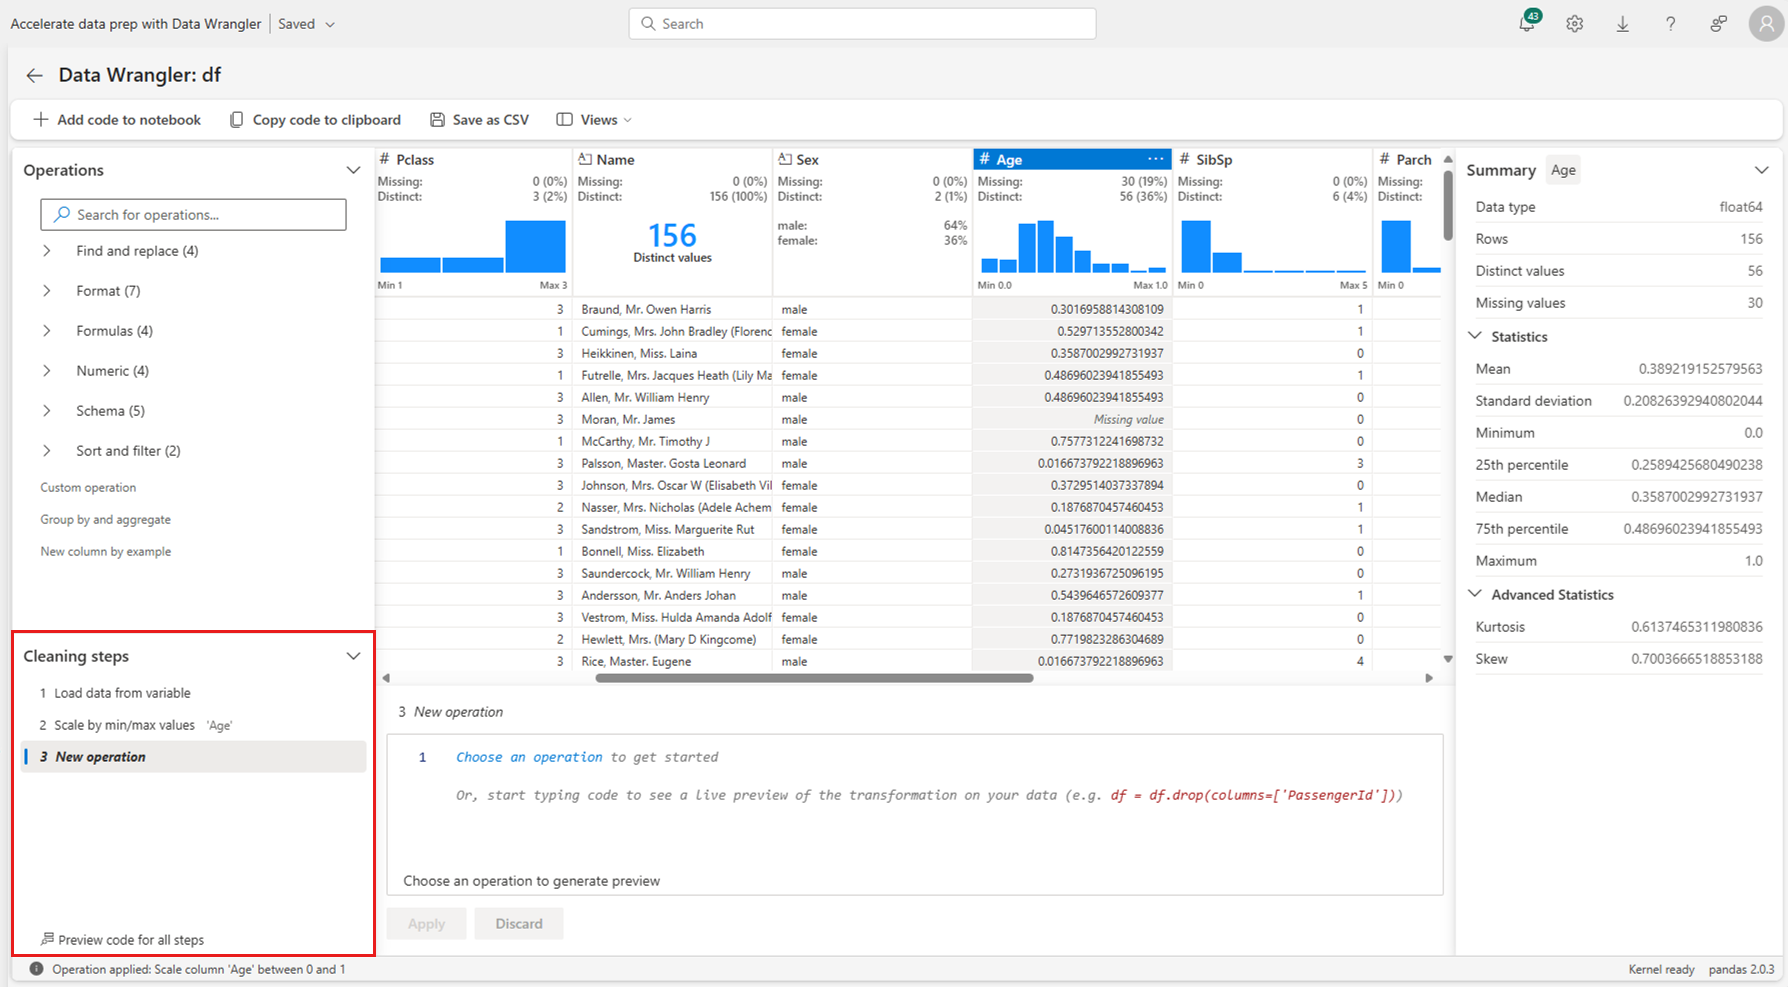 Accelerate data prep with Data Wrangler Saved
Search
43
Data Wrangler: df
Add code to notebook Copy code to clipboard Save as CSV Views
Operations
Search for operations...
Find and replace (4)
Format (7)
Formulas (4)
Numeric (4)
Schema (5)
Sort and filter (2)
Custom operation
Group by and aggregate
New column by example
Cleaning steps
1 Load data from variable
2 Scale by min/max values 'Age'
3 New operation
Preview code for all steps
# Pclass Name Sex # Age ... # SibSp # Parch
Missing: 0 (0%) Missing: 0 (0%) Missing: 0 (0%) Missing: 30 (19%) Missing: 0 (0%) Missing:
Distinct: 3 (2%) Distinct: 156 (100%) Distinct: 2 (1%) Distinct: 56 (36%) Distinct: 6 (4%) Distinct:
male: 64%
female: 36%
156
Distinct values
Min 1 Max 3 Min 0.0 Max 1.0 Min 0 Max 5 Min 0
3 Braund, Mr. Owen Harris male 0.3016958814308109 1
1 Cumings, Mrs. John Bradley (Florenc female 0.529713552800342 1
3 Heikkinen, Miss. Laina female 0.3587002992731937 0
1 Futrelle, Mrs. Jacques Heath (Lily Ma female 0.48696023941855493 1
3 Allen, Mr. William Henry male 0.48696023941855493 0
3 Moran, Mr. James male Missing value 0
1 McCarthy, Mr. Timothy J male 0.7577312241698732 0
3 Palsson, Master. Gosta Leonard male 0.016673792218896963 3
3 Johnson, Mrs. Oscar W (Elisabeth Vil female 0.3729514037337894 0
2 Nasser, Mrs. Nicholas (Adele Achem female 0.1876870457460453 1
3 Sandstrom, Miss. Marguerite Rut female 0.04517600114008836 1
1 Bonnell, Miss. Elizabeth female 0.8147356420122559 0
3 Saundercock, Mr. William Henry male 0.2731936725096195 0
3 Andersson, Mr. Anders Johan male 0.5439646572609377 1
3 Vestrom, Miss. Hulda Amanda Adolf female 0.1876870457460453 0
2 Hewlett, Mrs. (Mary D Kingcome) female 0.7719823286304689 0
3 Rice, Master. Eugene male 0.016673792218896963 4
3 New operation
1 Choose an operation to get started
Or, start typing code to see a live preview of the transformation on your data (e.g. df = df.drop(columns=['PassengerId']))
Choose an operation to generate preview
Apply Discard
Summary Age
Data type float64
Rows 156
Distinct values 56
Missing values 30
Statistics
Mean 0.389219152579563
Standard deviation 0.20826392940802044
Minimum 0.0
25th percentile 0.2589425680490238
Median 0.3587002992731937
75th percentile 0.48696023941855493
Maximum 1.0
Advanced Statistics
Kurtosis 0.6137465311980836
Skew 0.7003666518853188
Operation applied: Scale column 'Age' between 0 and 1
Kernel ready pandas 2.0.3